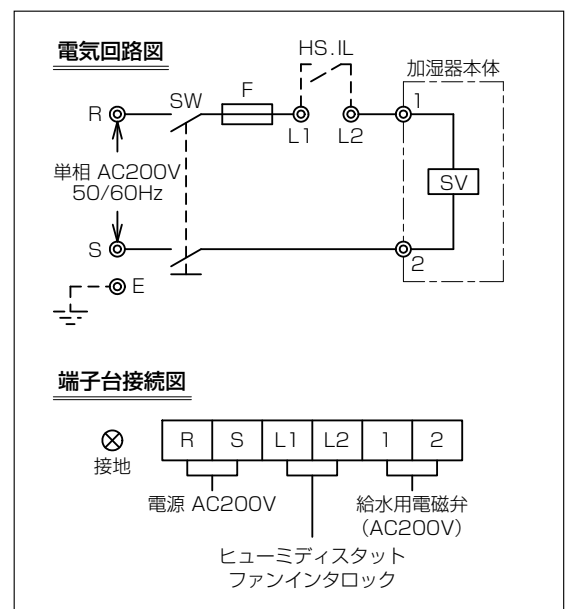 電気回路図
HS.IL
加湿器本体
SW
F
R
L1
L2
1
単相 AC200V
50/60Hz
SV
S
2
E
端子台接続図
接地
R S L1 L2 1 2
電源 AC200V
給水用電磁弁
(AC200V)
ヒューミディスタット
ファンインタロック